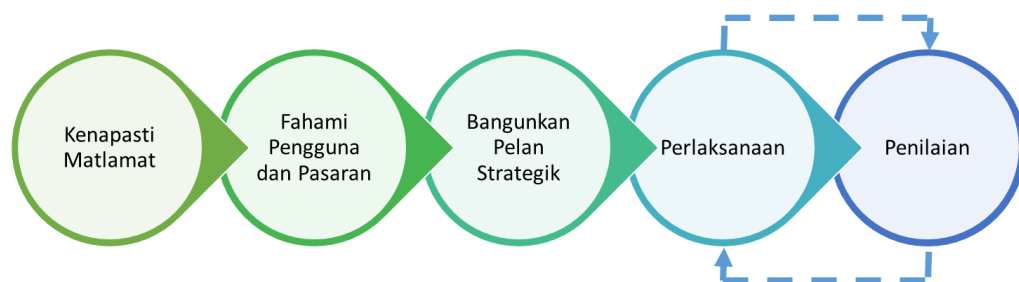 Kenapasti
Matlamat
Fahami
Pengguna
dan Pasaran
Bangunkan
Pelan
Strategik
Perlaksanaan
Penilaian